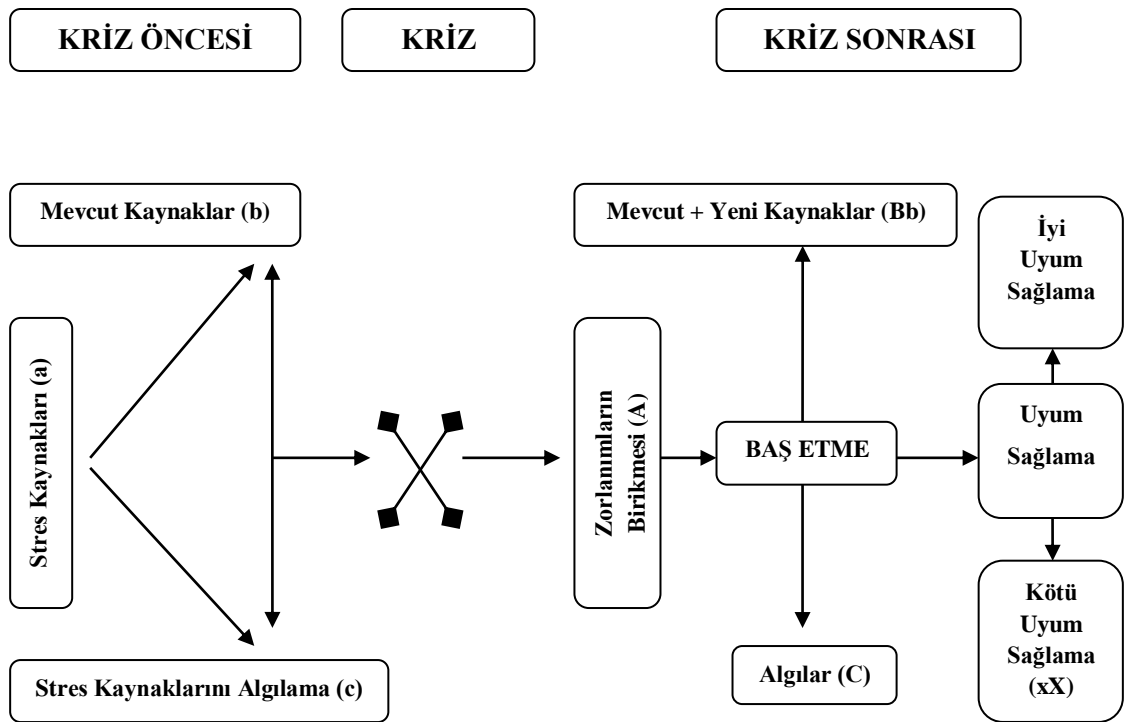 KRİZ ÖNCESİ
KRİZ
KRİZ SONRASI
Mevcut Kaynaklar (b)
Stres Kaynakları (a)
Stres Kaynaklarını Algılama (c)
Zorlanımların
Birikmesi (A)
Mevcut + Yeni Kaynaklar (Bb)
BAŞ ETME
Algılar (C)
İyi
Uyum
Sağlama
Uyum
Sağlama
Kötü
Uyum
Sağlama
(xX)